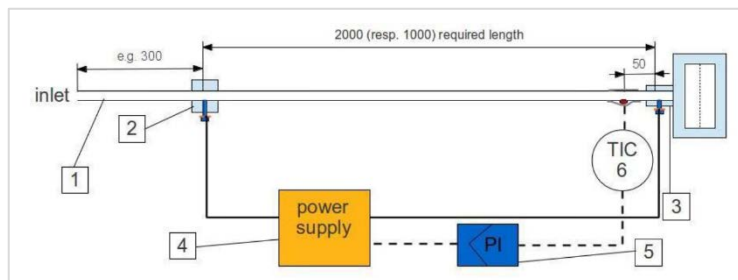 2000 (resp. 1000) required length
e.g. 300
50
inlet
2
TIC
6
1
3
power
supply
4
PI
5